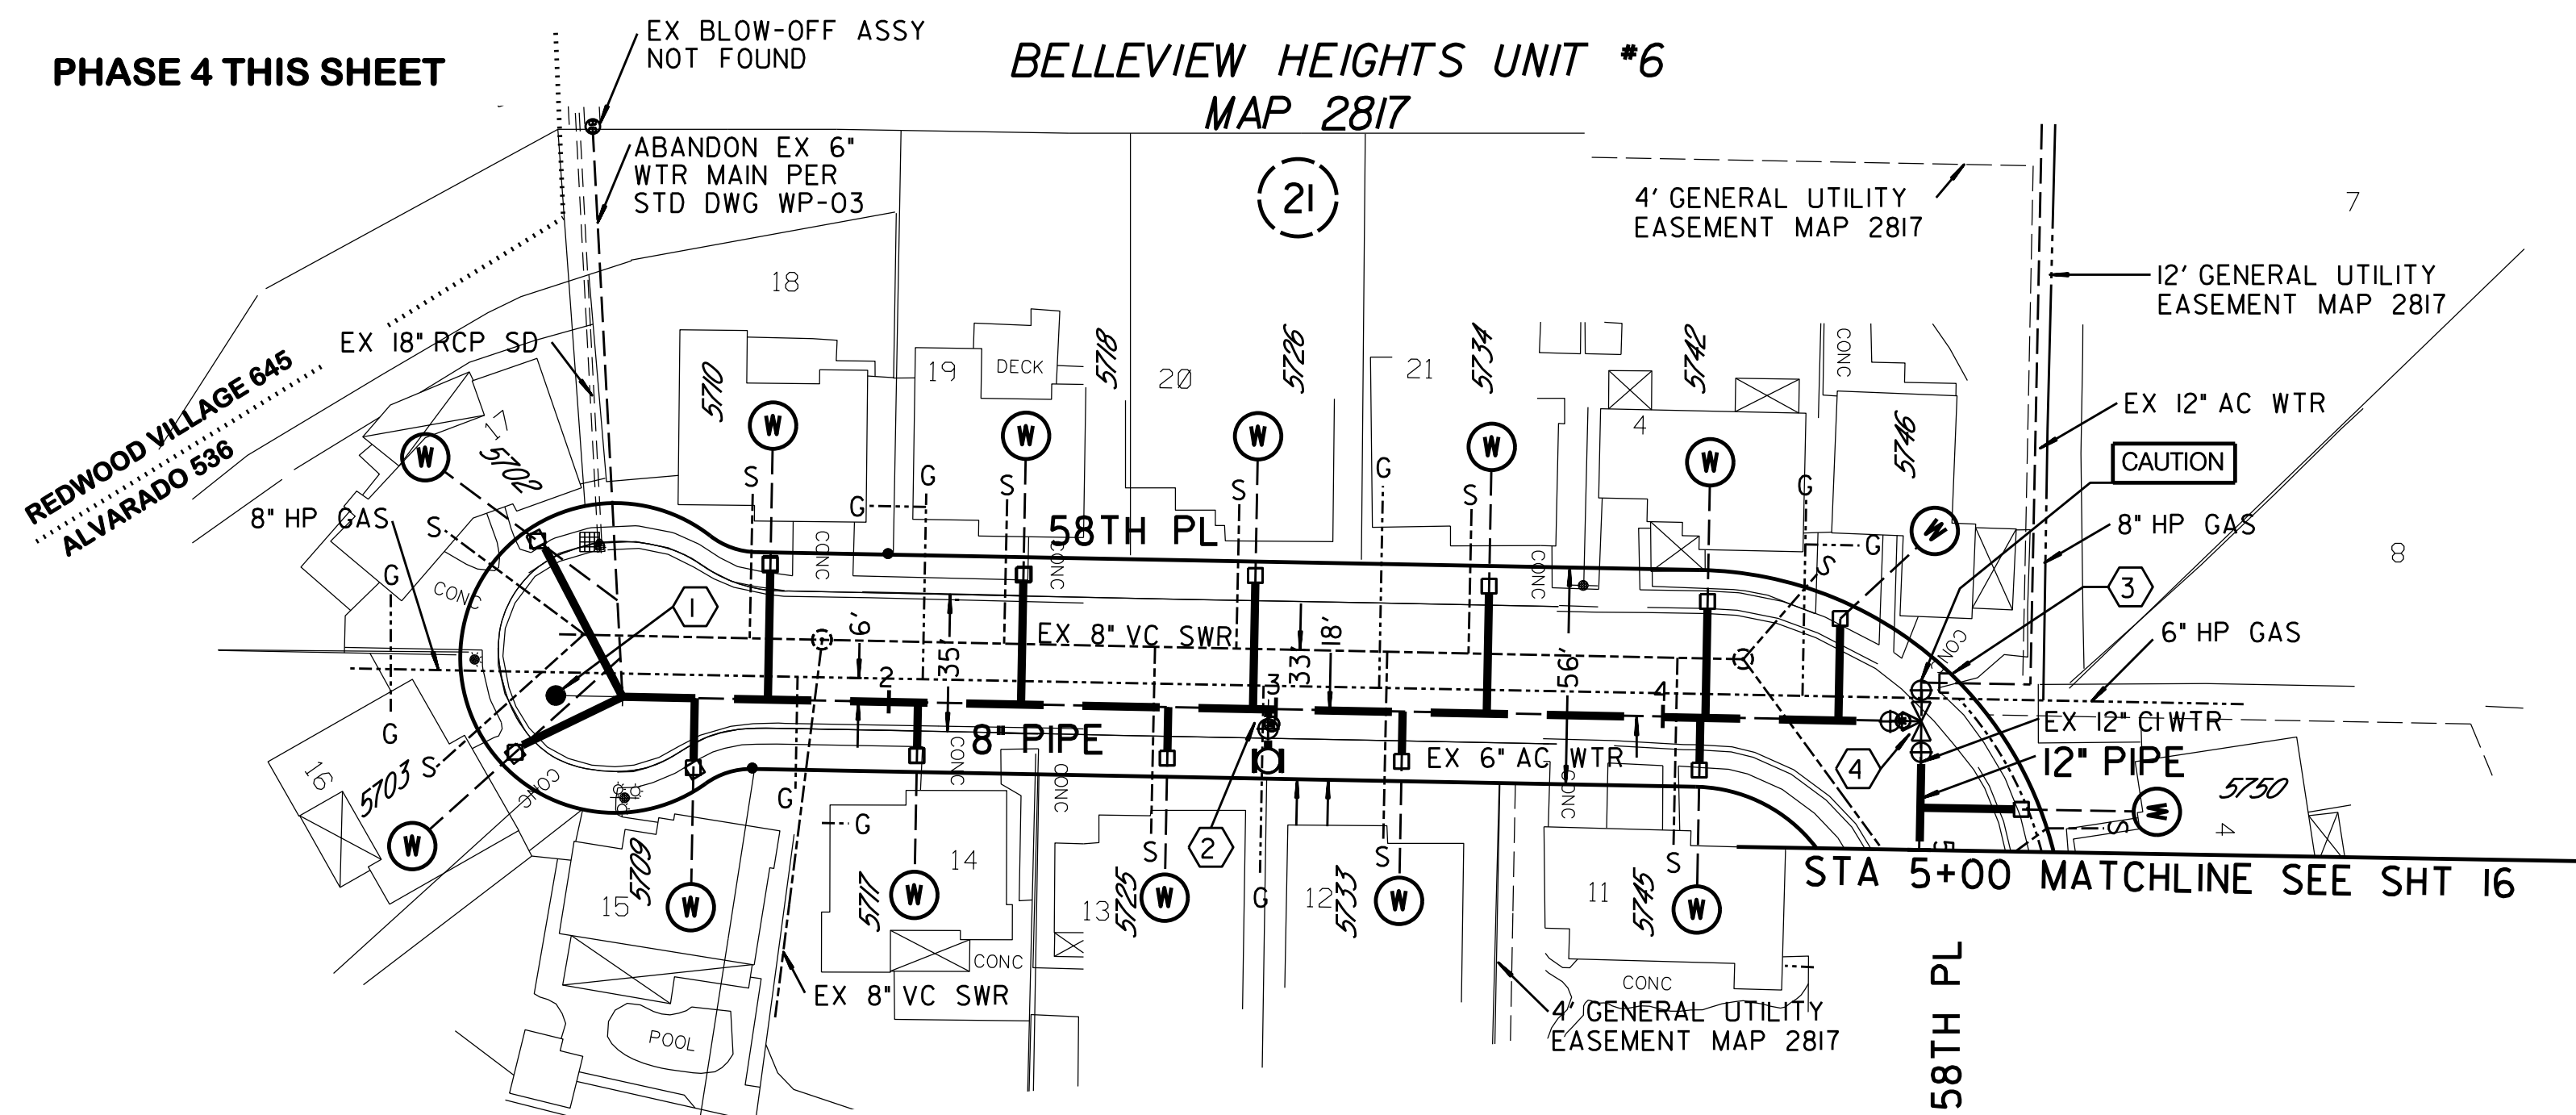 PHASE 4 THIS SHEET
EX BLOW-OFF ASSY
NOT FOUND
BELLEVIEW HEIGHTS UNIT #6
MAP 2817
ABANDON EX 6"
WTR MAIN PER
STD DWG WP-03
21
4' GENERAL UTILITY
EASEMENT MAP 2817
7
12' GENERAL UTILITY
EASEMENT MAP 2817
18
EX 18" RCP SD
REDWOOD VILLAGE 645
ALVARADO 536
5710
19
DECK
5718
20
5726
21
5734
5742
4
CONC
5746
EX 12" AC WTR
CAUTION
8" HP GAS
3
6" HP GAS
8
17
5702
W
W
W
W
W
W
W
S
S
S
S
S
S
G
G
G
G
G
G
8" HP GAS
CONC
CONC
CONC
CONC
CONC
58TH PL
1
EX 8" VC SWR
6'
35'
33'
18'
56'
2
3
4
8" PIPE
EX 6" AC WTR
EX 12" CI WTR
12" PIPE
4
2
16
5703
S
G
W
CONC
G
G
CONC
CONC
CONC
15
5709
W
5717
W
14
13
5725
S
W
G
12
5733
S
W
11
5745
S
W
5750
W
S
4
5
STA 5+00 MATCHLINE SEE SHT 16
58TH PL
CONC
CONC
EX 8" VC SWR
POOL
4' GENERAL UTILITY
EASEMENT MAP 2817